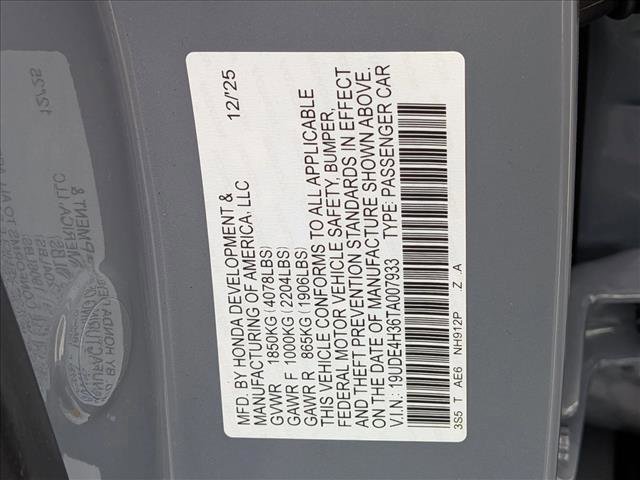 MFD. BY HONDA DEVELOPMENT & 12/'25
MANUFACTURING OF AMERICA, LLC
GVWR 1850KG (4078LBS)
GAWR F 1000KG (2204LBS)
GAWR R 865KG (1906LBS)
THIS VEHICLE CONFORMS TO ALL APPLICABLE
FEDERAL MOTOR VEHICLE SAFETY, BUMPER,
AND THEFT PREVENTION STANDARDS IN EFFECT
ON THE DATE OF MANUFACTURE SHOWN ABOVE.
V.I.N.: 19UDE4H36TA007933 TYPE: PASSENGER CAR
3S5 T AE6 NH912P Z .A